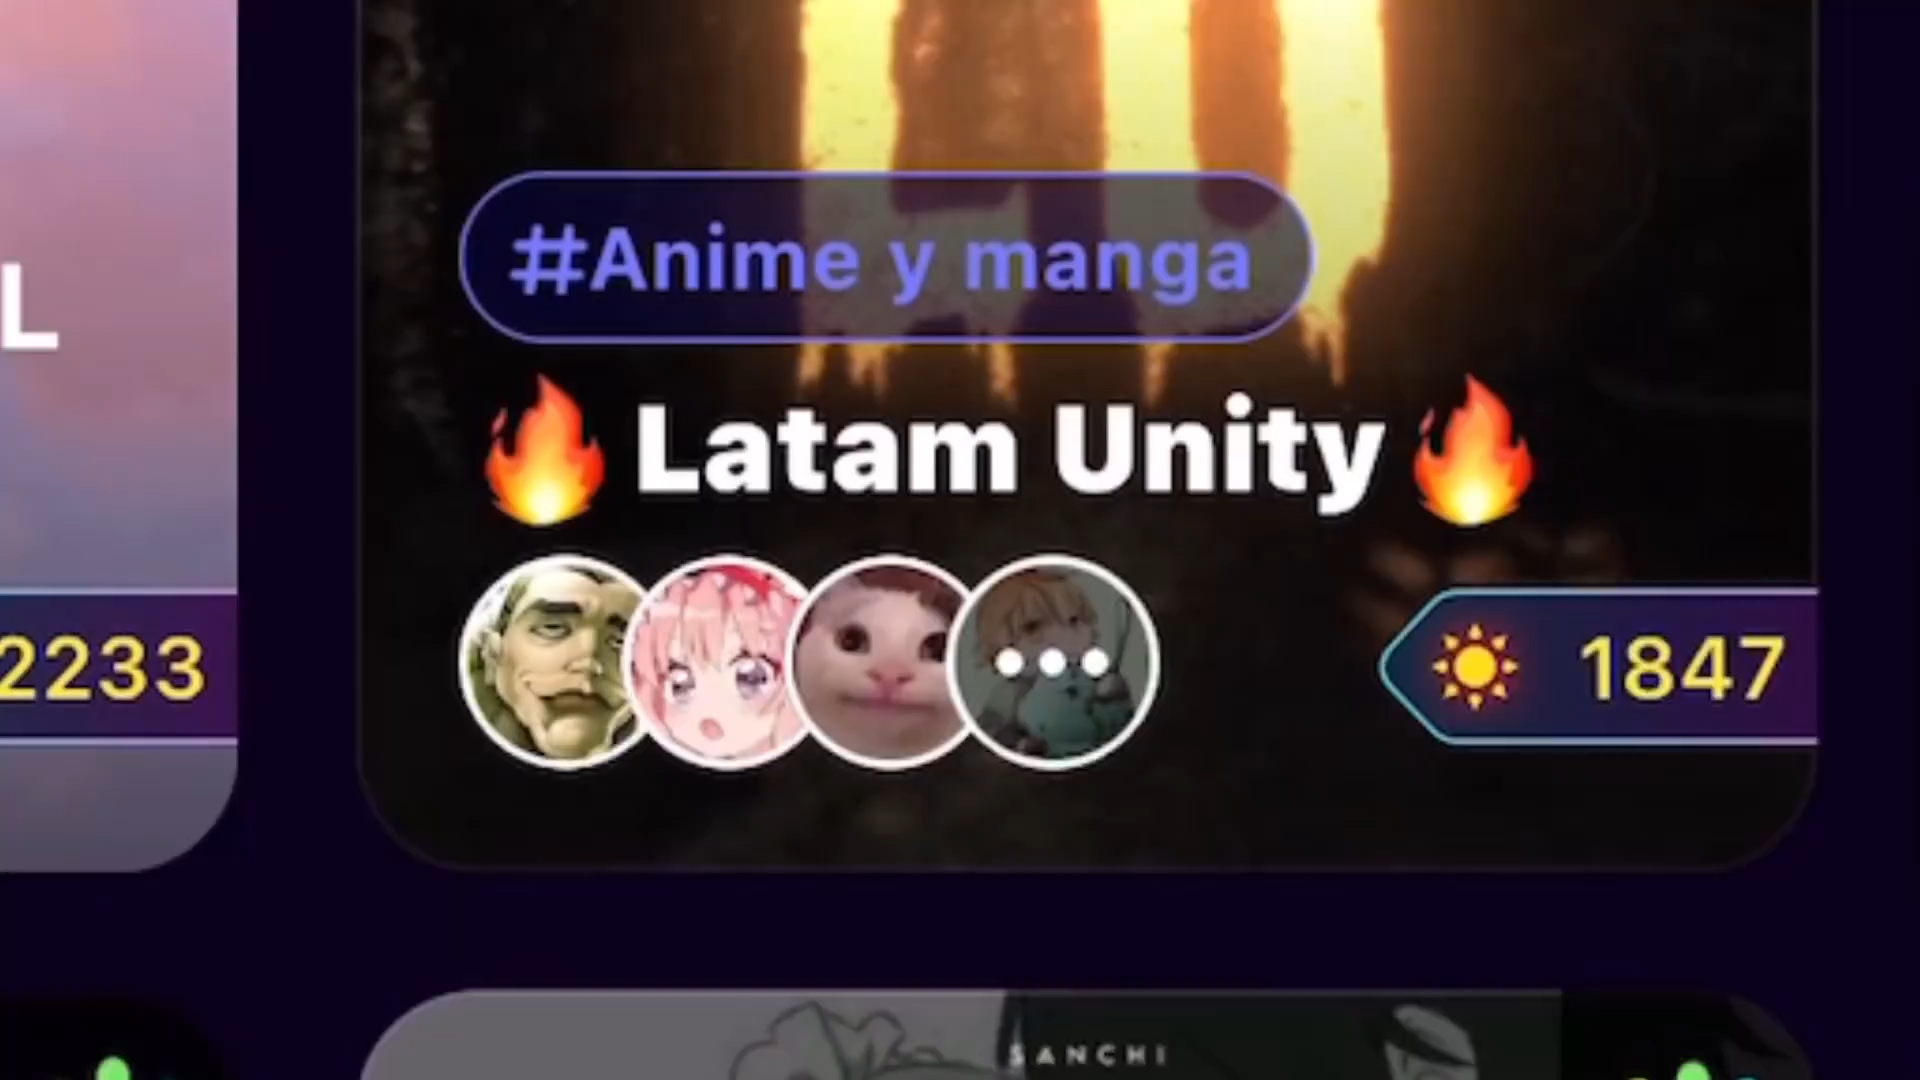 L
2233
#Anime y manga
🔥 Latam Unity 🔥
1847
SANCHI